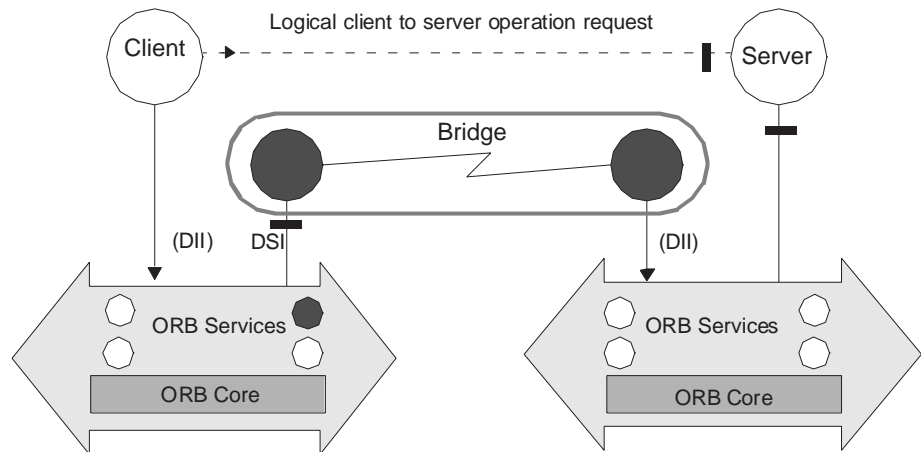 Logical client to server operation request
Client
Server
Bridge
(DII)
DSI
(DII)
ORB Services
ORB Services
ORB Core
ORB Core